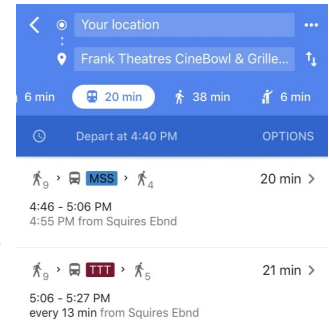 Your location
Frank Theatres CineBowl & Grille...
6 min 20 min 38 min 6 min
Depart at 4:40 PM OPTIONS
9 MSS 4 20 min
4:46 - 5:06 PM
4:55 PM from Squires Ebnd
9 TTT 5 21 min
5:06 - 5:27 PM
every 13 min from Squires Ebnd